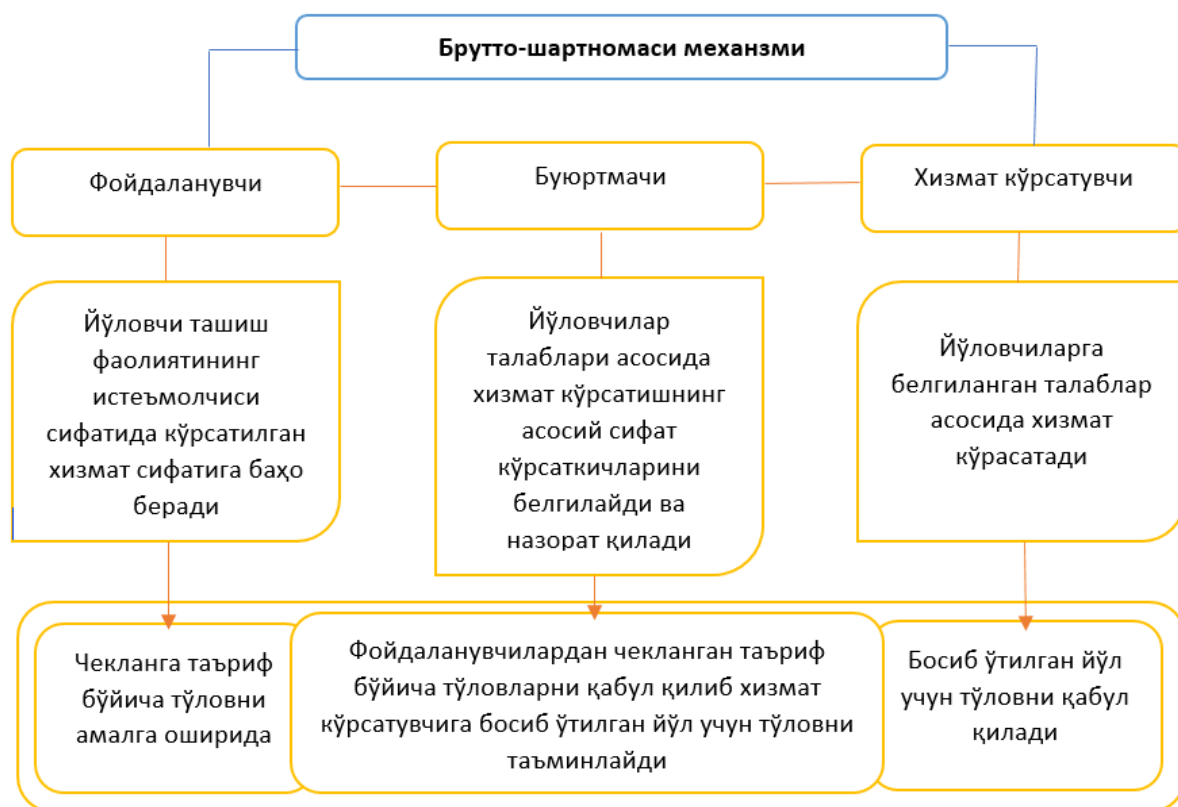 Брутто-шартномаси механзми
Фойдаланувчи
Буюртмачи
Хизмат кўрсатувчи
Йўловчи ташиш
фаолиятининг
истеъмолчиси
сифатида кўрсатилган
хизмат сифатига баҳо
беради
Йўловчилар
талаблари асосида
хизмат кўрсатишнинг
асосий сифат
кўрсаткичларини
белгилайди ва
назорат қилади
Йўловчиларга
белгиланган талаблар
асосида хизмат
кўрасатади
Чекланга таъриф
бўйича тўловни
амалга оширида
Фойдаланувчилардан чекланган таъриф
бўйича тўловларни қабул қилиб хизмат
кўрсатувчига босиб ўтилган йўл учун тўловни
таъминлайди
Босиб ўтилган йўл
учун тўловни қабул
қилади